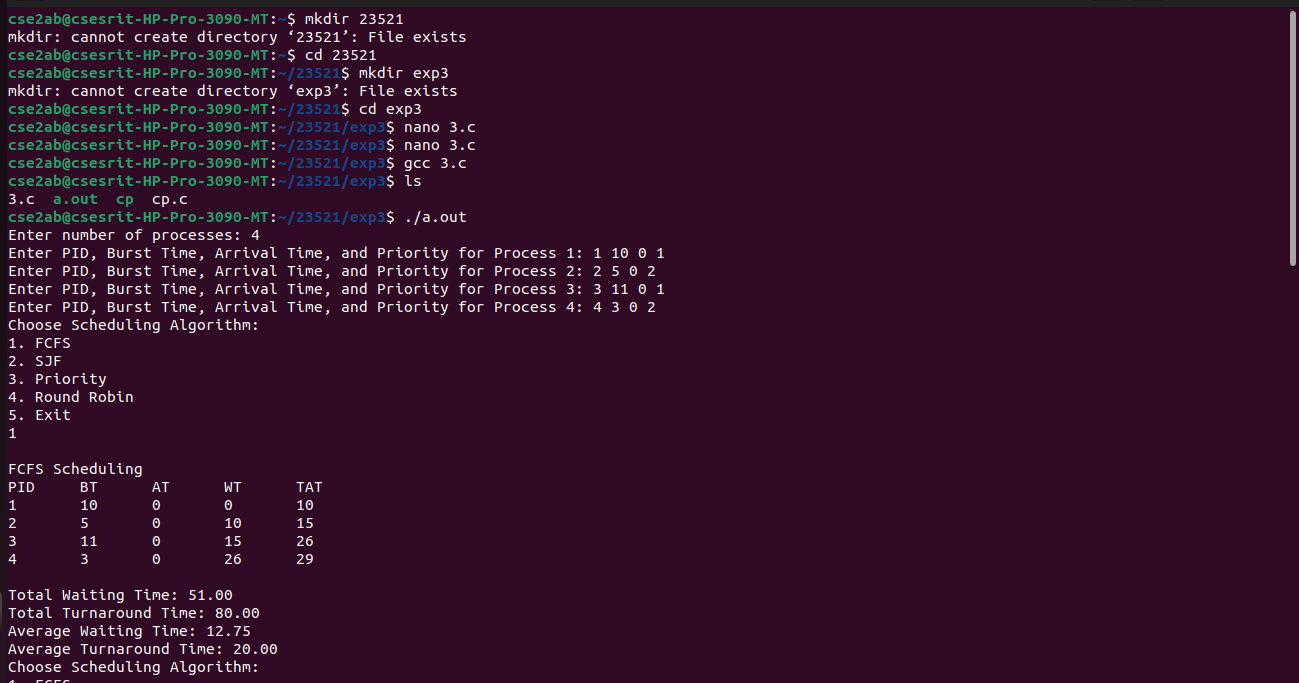 cse2ab@csesrit-HP-Pro-3090-MT:~$ mkdir 23521
mkdir: cannot create directory ‘23521’: File exists
cse2ab@csesrit-HP-Pro-3090-MT:~$ cd 23521
cse2ab@csesrit-HP-Pro-3090-MT:~/23521$ mkdir exp3
mkdir: cannot create directory ‘exp3’: File exists
cse2ab@csesrit-HP-Pro-3090-MT:~/23521$ cd exp3
cse2ab@csesrit-HP-Pro-3090-MT:~/23521/exp3$ nano 3.c
cse2ab@csesrit-HP-Pro-3090-MT:~/23521/exp3$ nano 3.c
cse2ab@csesrit-HP-Pro-3090-MT:~/23521/exp3$ gcc 3.c
cse2ab@csesrit-HP-Pro-3090-MT:~/23521/exp3$ ls
3.c  a.out  cp  cp.c
cse2ab@csesrit-HP-Pro-3090-MT:~/23521/exp3$ ./a.out
Enter number of processes: 4
Enter PID, Burst Time, Arrival Time, and Priority for Process 1: 1 10 0 1
Enter PID, Burst Time, Arrival Time, and Priority for Process 2: 2 5 0 2
Enter PID, Burst Time, Arrival Time, and Priority for Process 3: 3 11 0 1
Enter PID, Burst Time, Arrival Time, and Priority for Process 4: 4 3 0 2
Choose Scheduling Algorithm:
1. FCFS
2. SJF
3. Priority
4. Round Robin
5. Exit
1
FCFS Scheduling
PID     BT      AT      WT      TAT
1       10      0       0       10
2       5       0       10      15
3       11      0       15      26
4       3       0       26      29
Total Waiting Time: 51.00
Total Turnaround Time: 80.00
Average Waiting Time: 12.75
Average Turnaround Time: 20.00
Choose Scheduling Algorithm:
1. FCFS